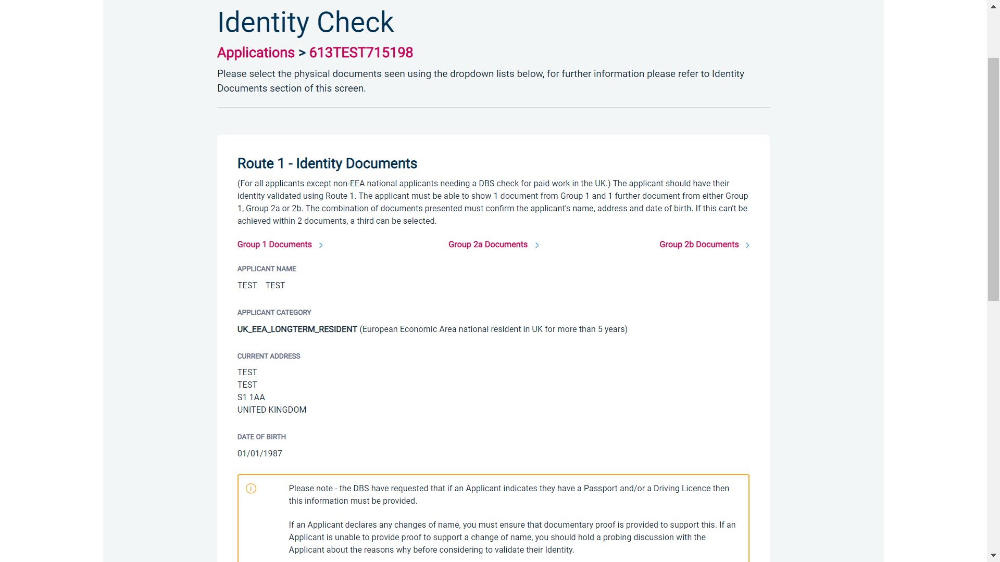 Identity Check
Applications > 613TEST715198
Please select the physical documents seen using the dropdown lists below, for further information please refer to Identity
Documents section of this screen.
Route 1 - Identity Documents
(For all applicants except non-EEA national applicants needing a DBS check for paid work in the UK.) The applicant should have their
identity validated using Route 1. The applicant must be able to show 1 document from Group 1 and 1 further document from either Group
1, Group 2a or 2b. The combination of documents presented must confirm the applicant's name, address and date of birth. If this can't be
achieved within 2 documents, a third can be selected.
Group 1 Documents Group 2a Documents Group 2b Documents
APPLICANT NAME
TEST TEST
APPLICANT CATEGORY
UK_EEA_LONGTERM_RESIDENT (European Economic Area national resident in UK for more than 5 years)
CURRENT ADDRESS
TEST
TEST
S1 1AA
UNITED KINGDOM
DATE OF BIRTH
01/01/1987
Please note - the DBS have requested that if an Applicant indicates they have a Passport and/or a Driving Licence then
this information must be provided.
If an Applicant declares any changes of name, you must ensure that documentary proof is provided to support this. If an
Applicant is unable to provide proof to support a change of name, you should hold a probing discussion with the
Applicant about the reasons why before considering to validate their Identity.